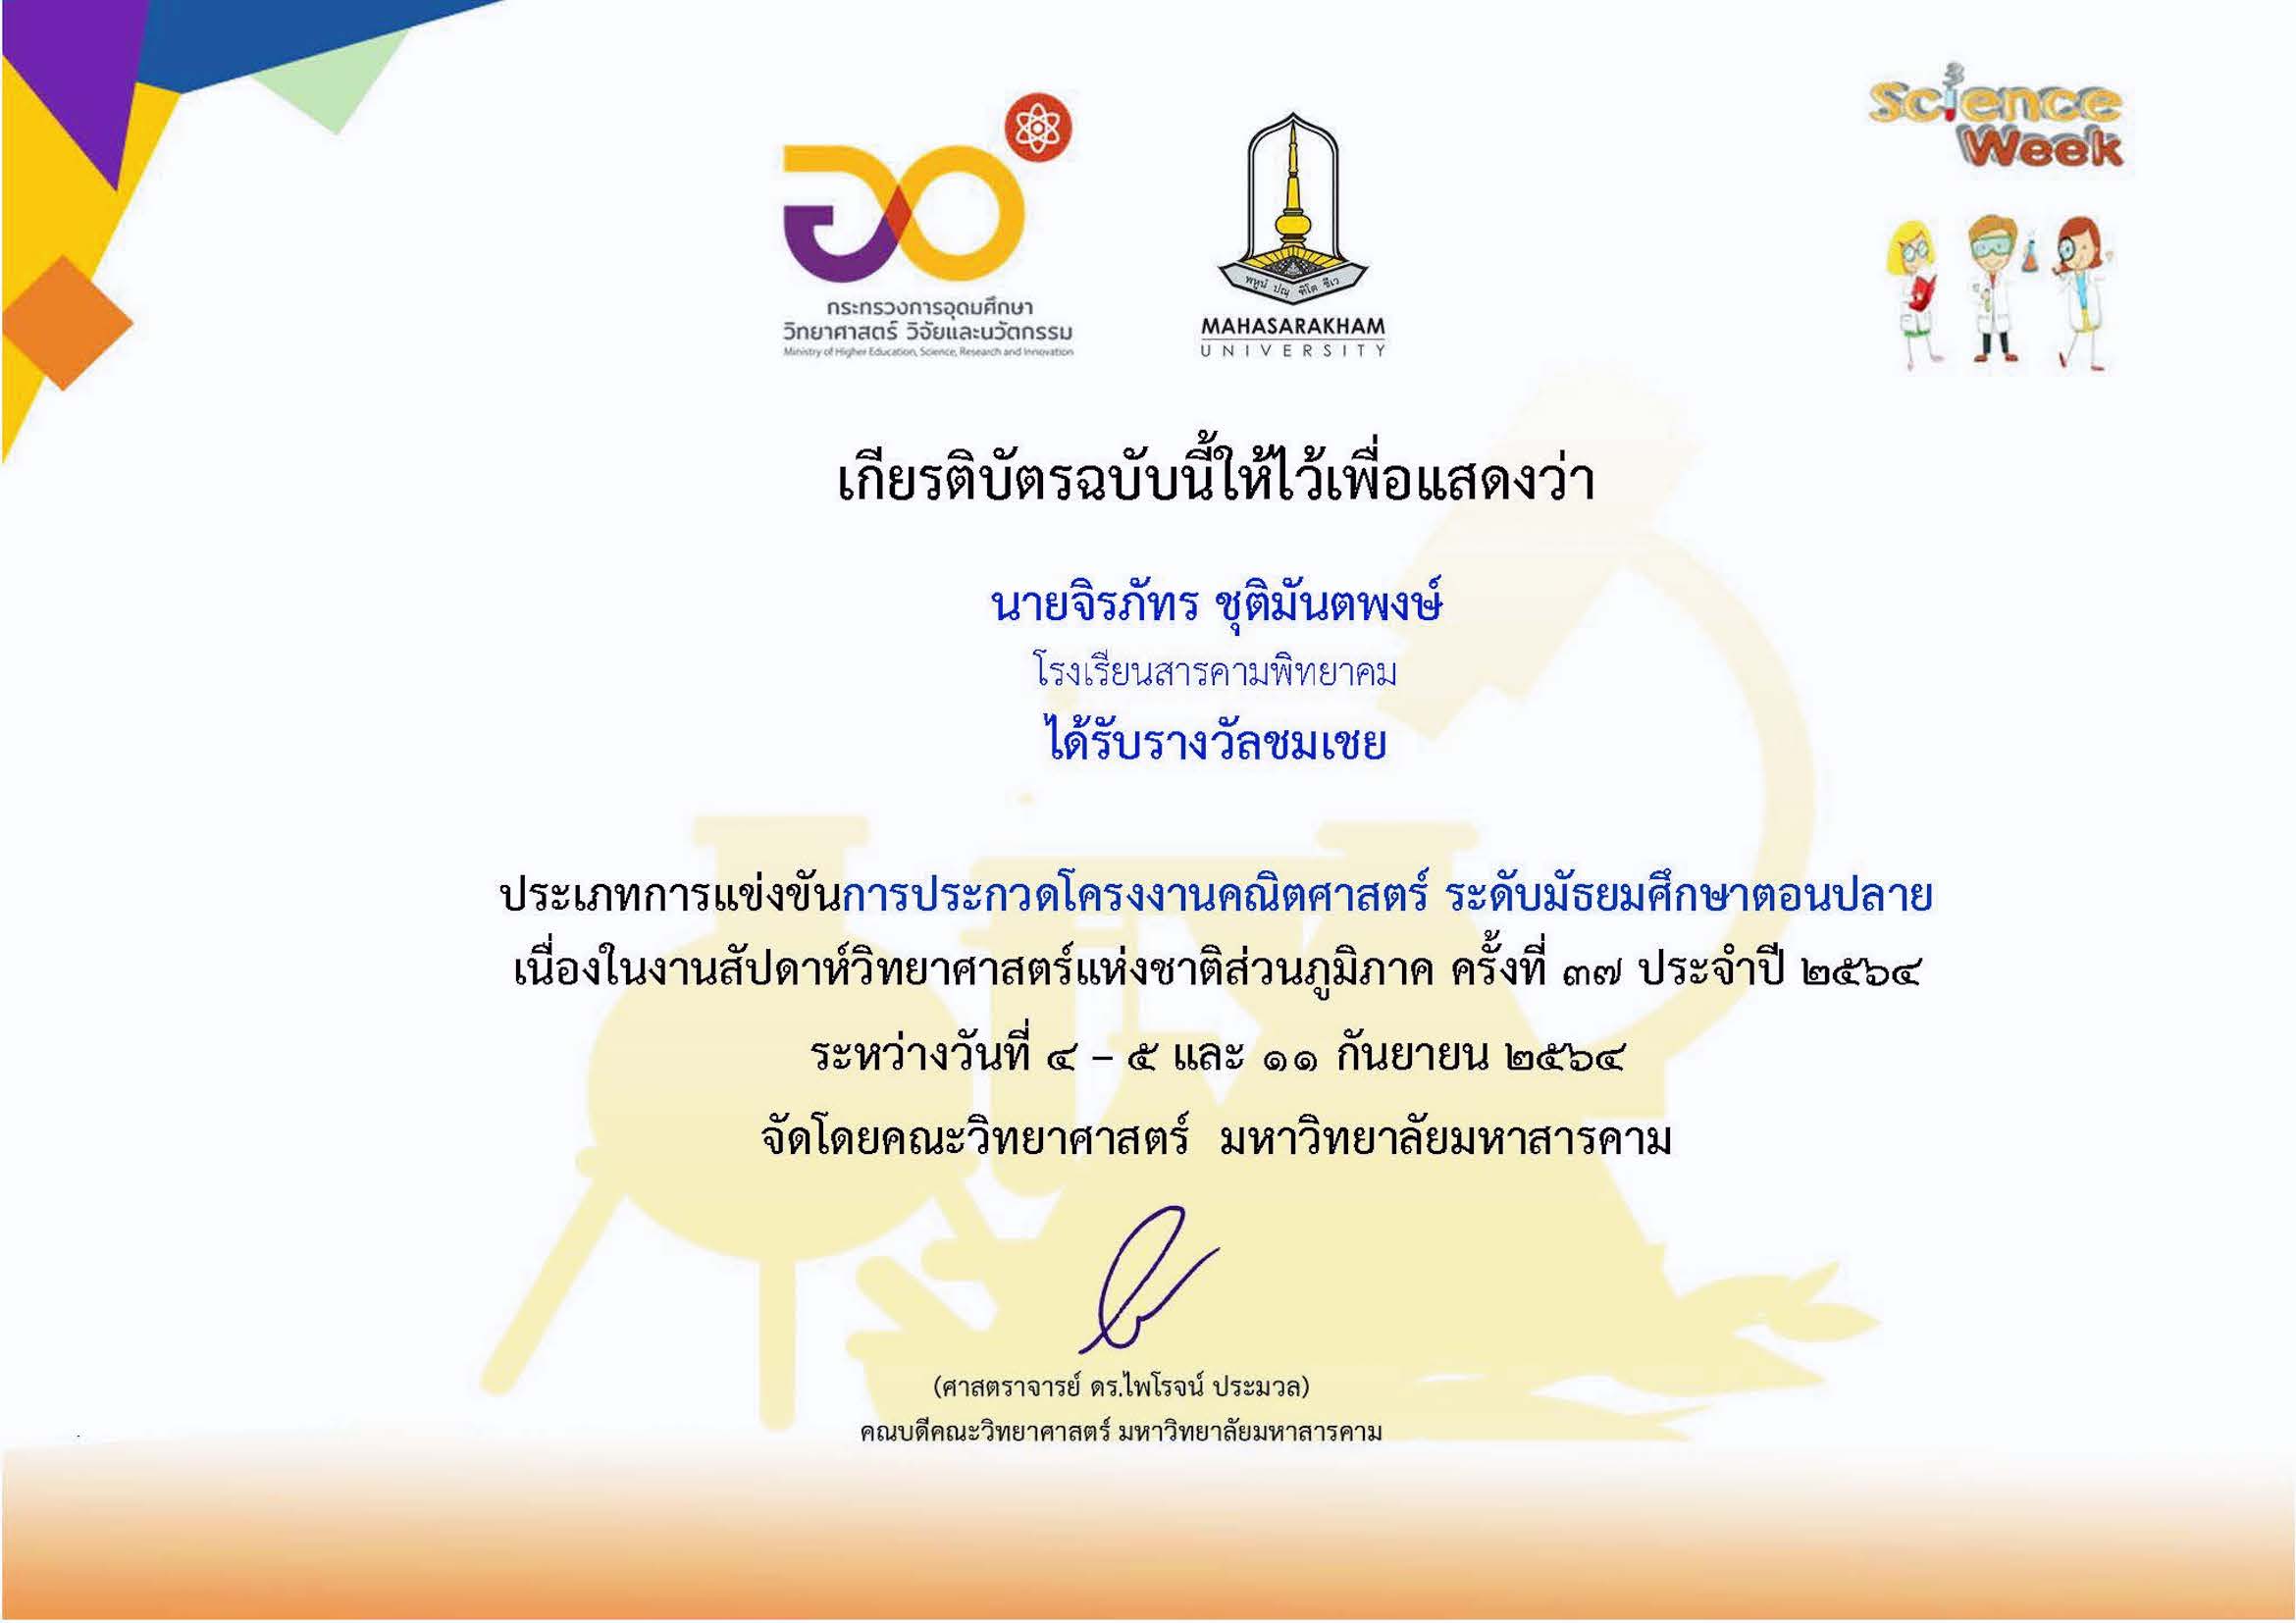 Science
Week
กระทรวงการอุดมศึกษา
วิทยาศาสตร์ วิจัยและนวัตกรรม
Ministry of Higher Education, Science, Research and Innovation
พหูนํ ปณฺฑิโต ชีเว
MAHASARAKHAM
UNIVERSITY
เกียรติบัตรฉบับนี้ให้ไว้เพื่อแสดงว่า
นายจิรภัทร ชุติมันตพงษ์
โรงเรียนสารคามพิทยาคม
ได้รับรางวัลชมเชย
ประเภทการแข่งขันการประกวดโครงงานคณิตศาสตร์ ระดับมัธยมศึกษาตอนปลาย
เนื่องในงานสัปดาห์วิทยาศาสตร์แห่งชาติส่วนภูมิภาค ครั้งที่ ๓๗ ประจำปี ๒๕๖๔
ระหว่างวันที่ ๔ – ๕ และ ๑๑ กันยายน ๒๕๖๔
จัดโดยคณะวิทยาศาสตร์ มหาวิทยาลัยมหาสารคาม
(ศาสตราจารย์ ดร.ไพโรจน์ ประมวล)
คณบดีคณะวิทยาศาสตร์ มหาวิทยาลัยมหาสารคาม